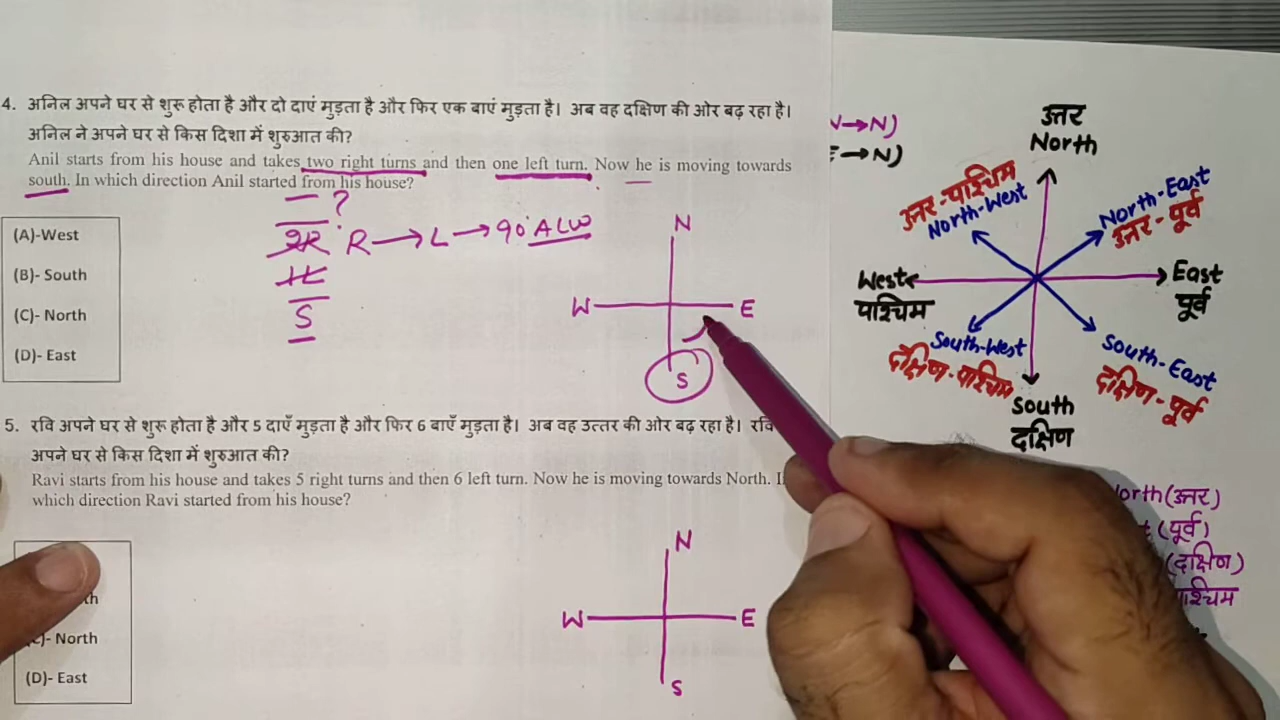 4. अनिल अपने घर से शुरू होता है और दो दाएं मुड़ता है और फिर एक बाएं मुड़ता है। अब वह दक्षिण की ओर बढ़ रहा है।
अनिल ने अपने घर से किस दिशा में शुरुआत की?
Anil starts from his house and takes two right turns and then one left turn. Now he is moving towards
south. In which direction Anil started from his house?
(A)-West
(B)- South
(C)- North
(D)- East
?
2R R → L → 90° ALW
1L
S
N
W E
S
5. रवि अपने घर से शुरू होता है और 5 दाएँ मुड़ता है और फिर 6 बाएँ मुड़ता है। अब वह उत्तर की ओर बढ़ रहा है। रवि
अपने घर से किस दिशा में शुरुआत की?
Ravi starts from his house and takes 5 right turns and then 6 left turn. Now he is moving towards North.
which direction Ravi started from his house?
- North
(D)- East
N
W E
S
→N)
→N)
उत्तर
North
उत्तर-पश्चिम
North-West
North-East
उत्तर-पूर्व
West
पश्चिम
East
पूर्व
South-West
दक्षिण-पश्चिम
South-East
दक्षिण-पूर्व
South
दक्षिण
(उत्तर)
(पूर्व)
(दक्षिण)